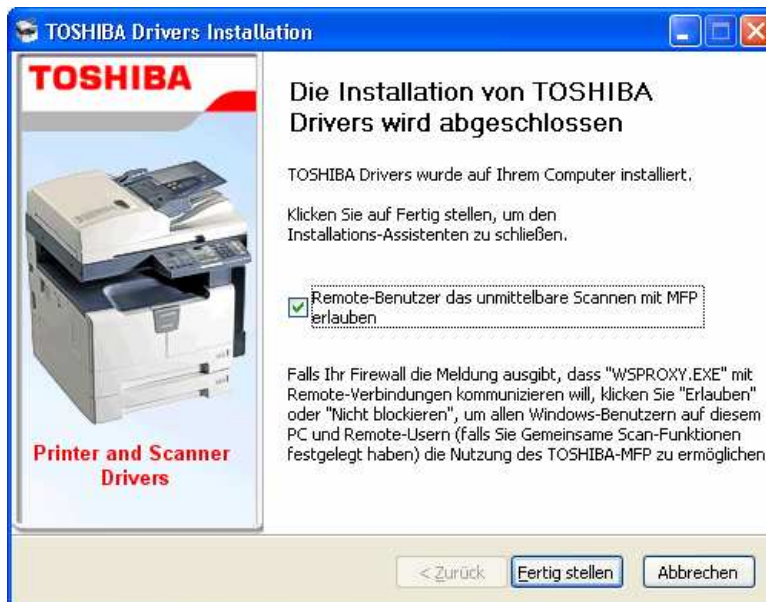 TOSHIBA Drivers Installation
TOSHIBA
Printer and Scanner
Drivers
Die Installation von TOSHIBA
Drivers wird abgeschlossen
TOSHIBA Drivers wurde auf Ihrem Computer installiert.
Klicken Sie auf Fertig stellen, um den
Installations-Assistenten zu schließen.
Remote-Benutzer das unmittelbare Scannen mit MFP
erlauben
Falls Ihr Firewall die Meldung ausgibt, dass "WSPROXY.EXE" mit
Remote-Verbindungen kommunizieren will, klicken Sie "Erlauben"
oder "Nicht blockieren", um allen Windows-Benutzern auf diesem
PC und Remote-Usern (falls Sie Gemeinsame Scan-Funktionen
festgelegt haben) die Nutzung des TOSHIBA-MFP zu ermöglichen
< Zurück
Fertig stellen
Abbrechen